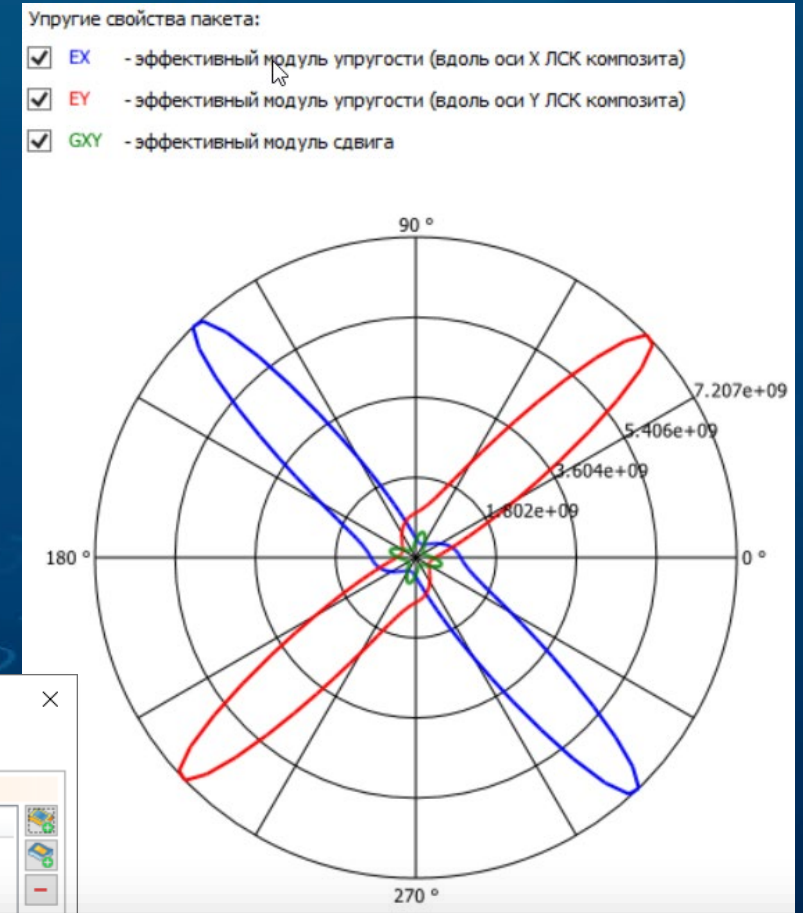 Упругие свойства пакета:
EX - эффективный модуль упругости (вдоль оси X ЛСК композита)
EY - эффективный модуль упругости (вдоль оси Y ЛСК композита)
GXY - эффективный модуль сдвига
90 °
7.207e+09
5.406e+09
3.604e+09
1.802e+09
180 °
0 °
270 °